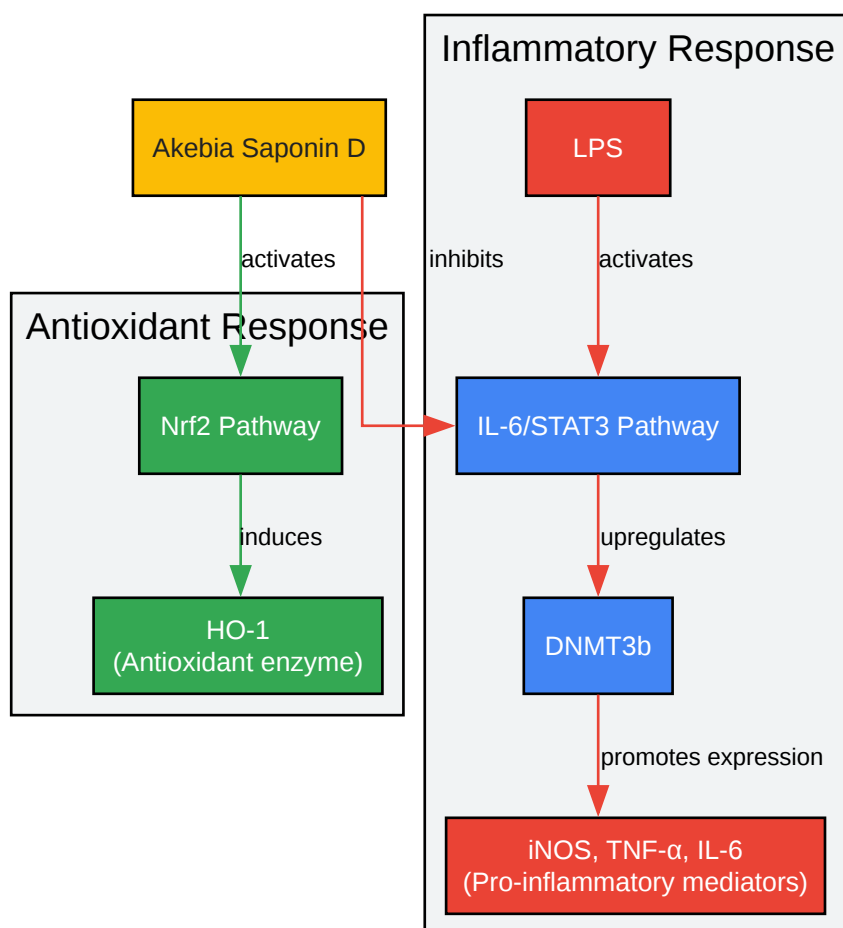 Inflammatory Response
Akebia Saponin D
LPS
activates
inhibits
activates
Antioxidant Response
Nrf2 Pathway
IL-6/STAT3 Pathway
induces
upregulates
HO-1
(Antioxidant enzyme)
DNMT3b
promotes expression
iNOS, TNF-α, IL-6
(Pro-inflammatory mediators)